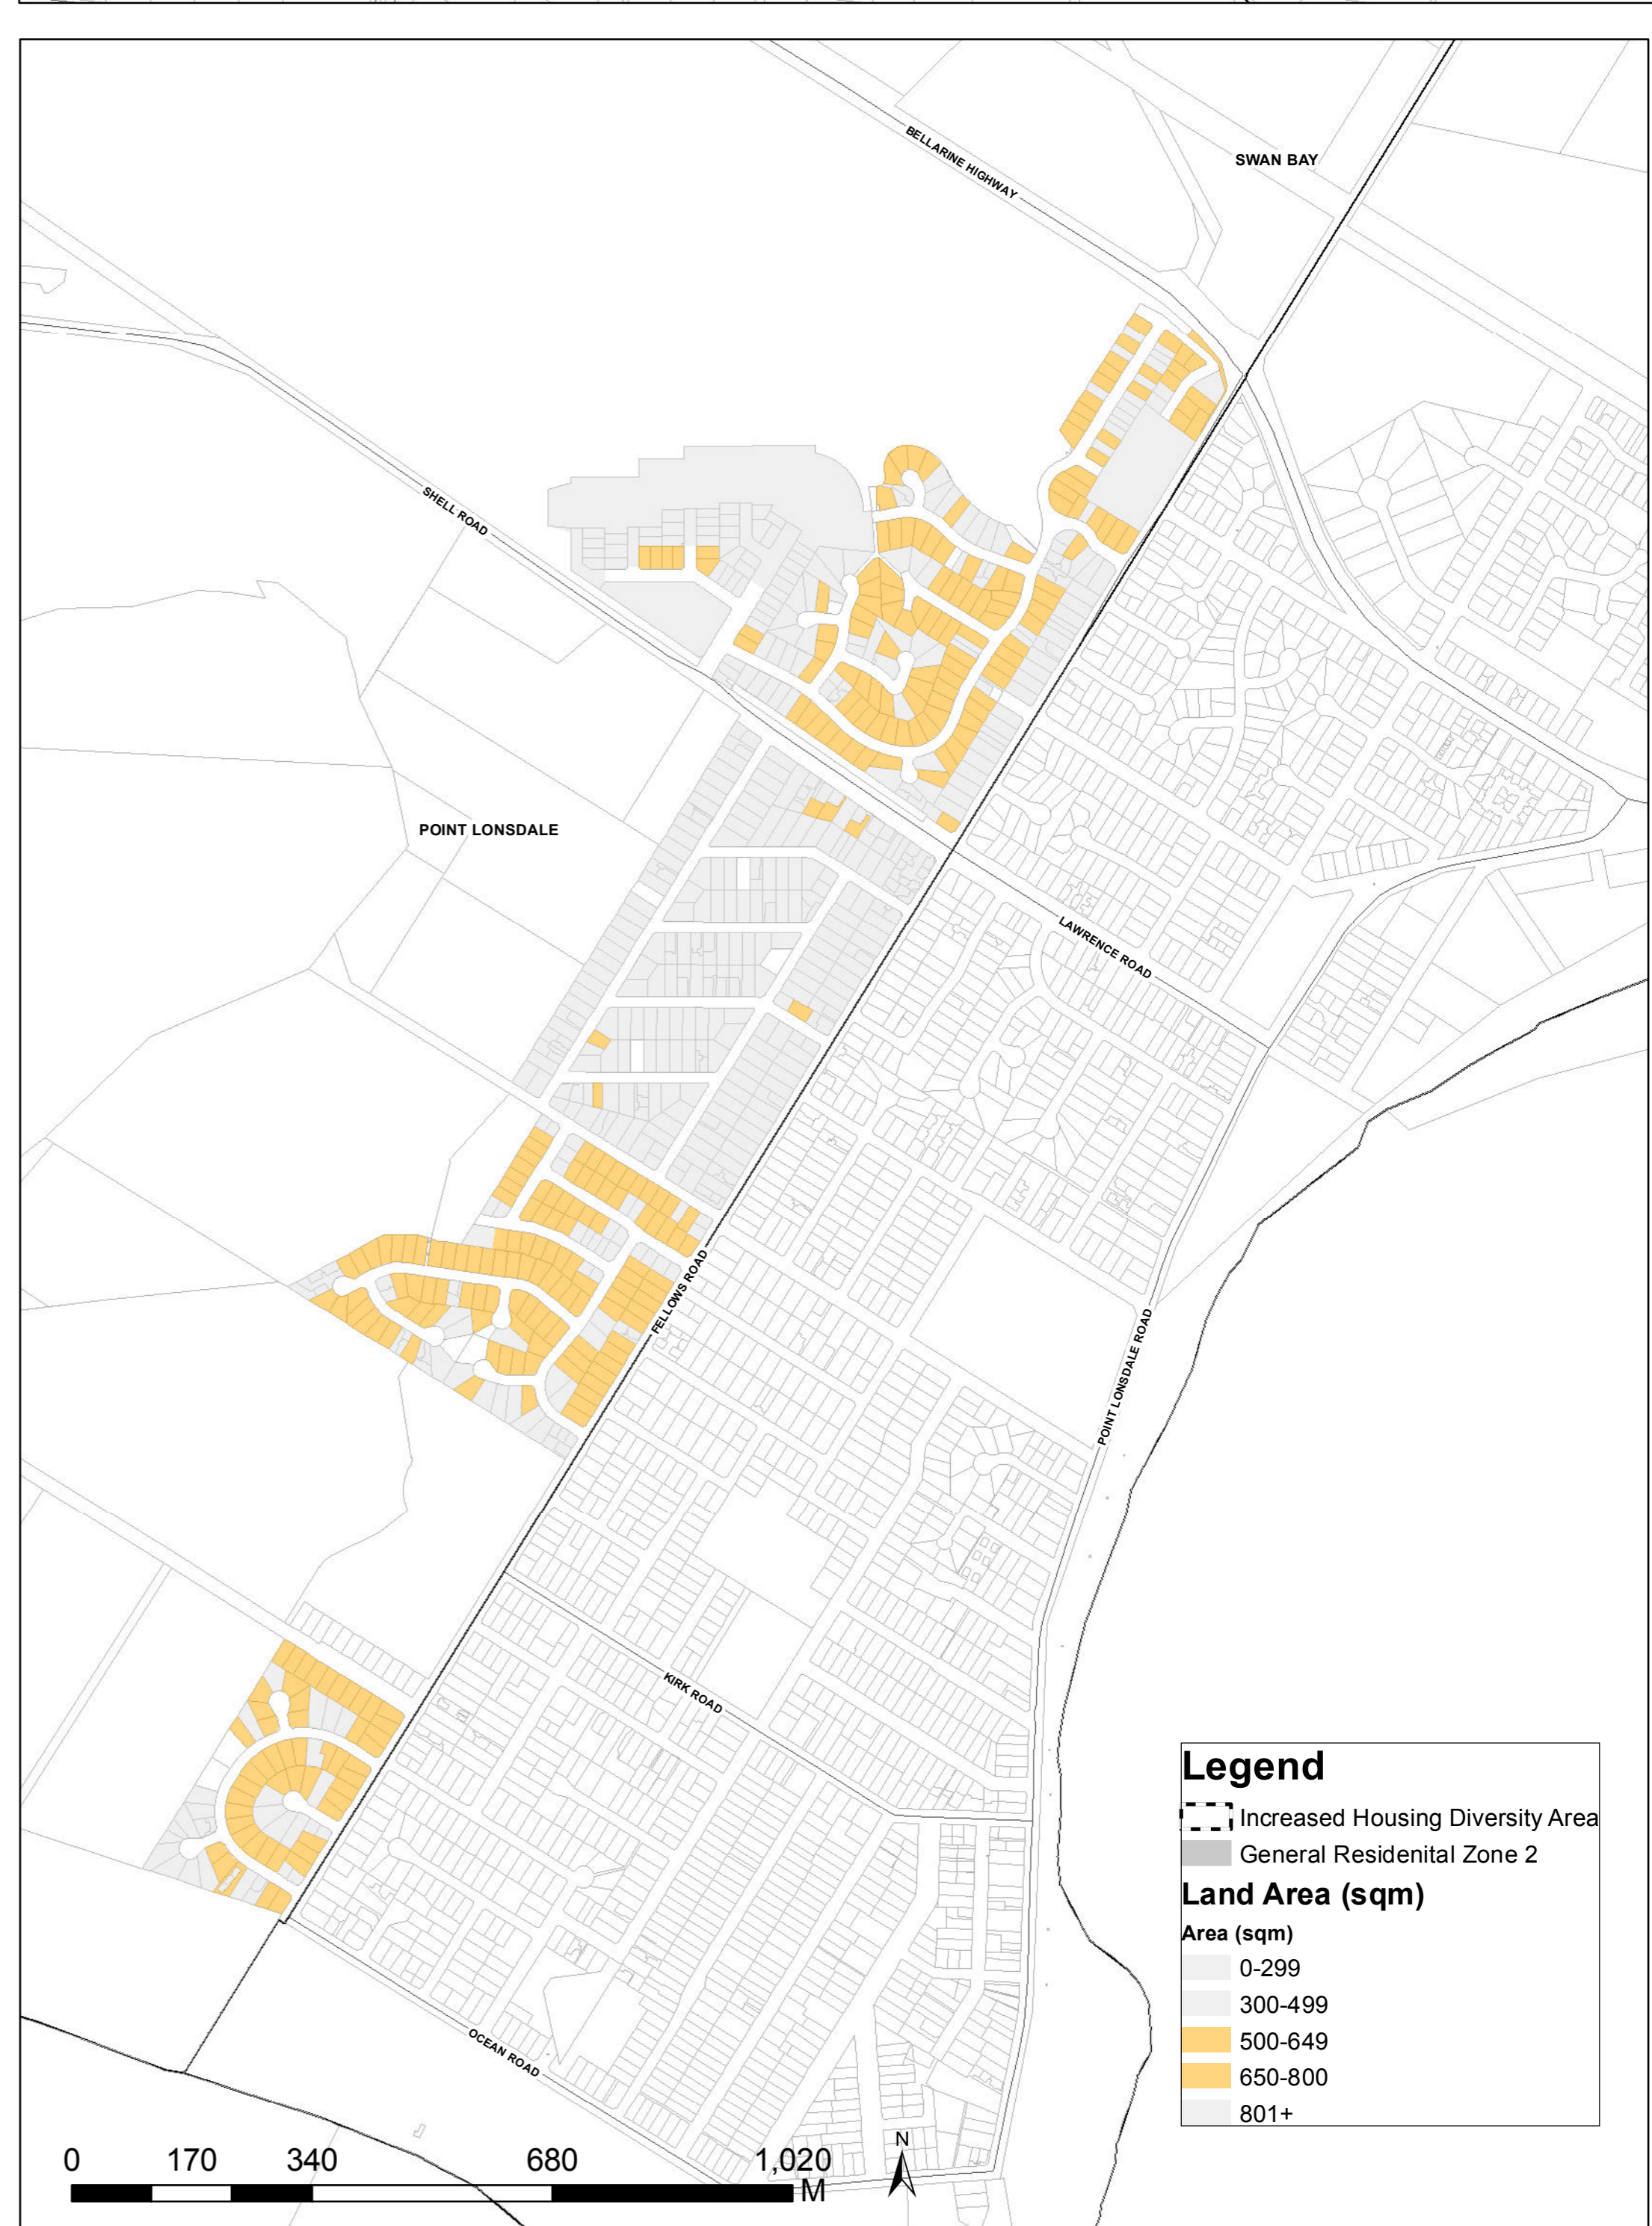 BELLARINE HIGHWAY
SWAN BAY
SHELL ROAD
POINT LONSDALE
LAWRENCE ROAD
FELLOWS ROAD
POINT LONSDALE ROAD
KIRK ROAD
OCEAN ROAD
Legend
Increased Housing Diversity Area
General Residenital Zone 2
Land Area (sqm)
Area (sqm)
0-299
300-499
500-649
650-800
801+
0 170 340 680 1,020
M
N